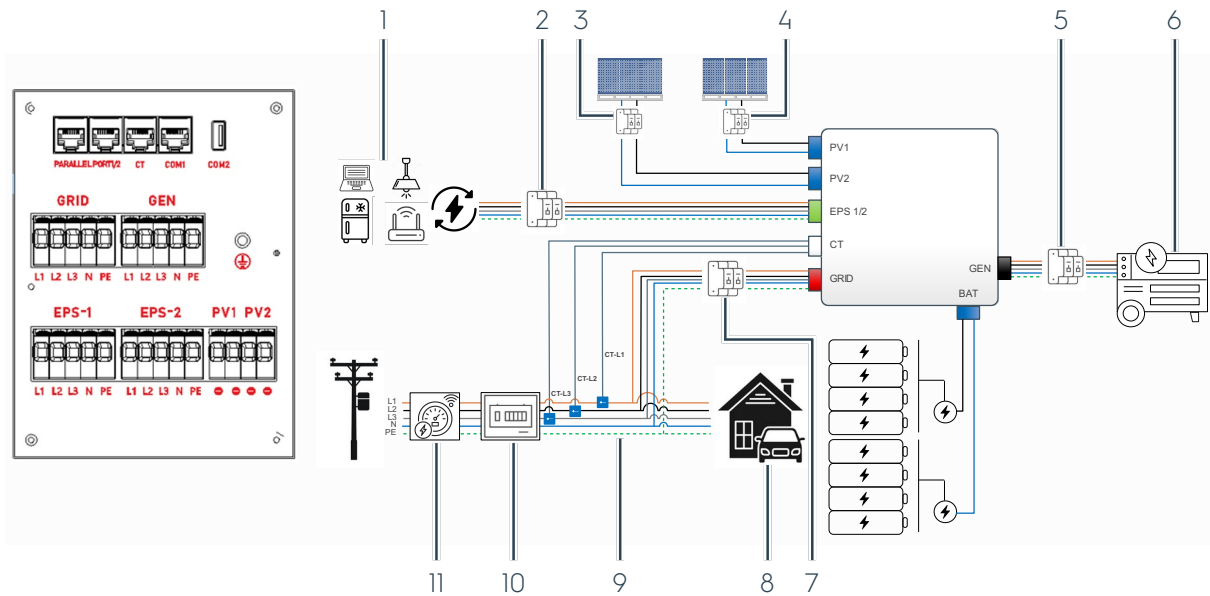 1 2 3 4 5 6
PARALLEL PORT1/2 CT COM1 COM2
GRID GEN
L1 L2 L3 N PE L1 L2 L3 N PE
EPS-1 EPS-2 PV1 PV2
L1 L2 L3 N PE L1 L2 L3 N PE
PV1
PV2
EPS 1/2
CT
GRID
GEN
BAT
CT-L1
CT-L2
CT-L3
L1
L2
L3
N
PE
11 10 9 8 7